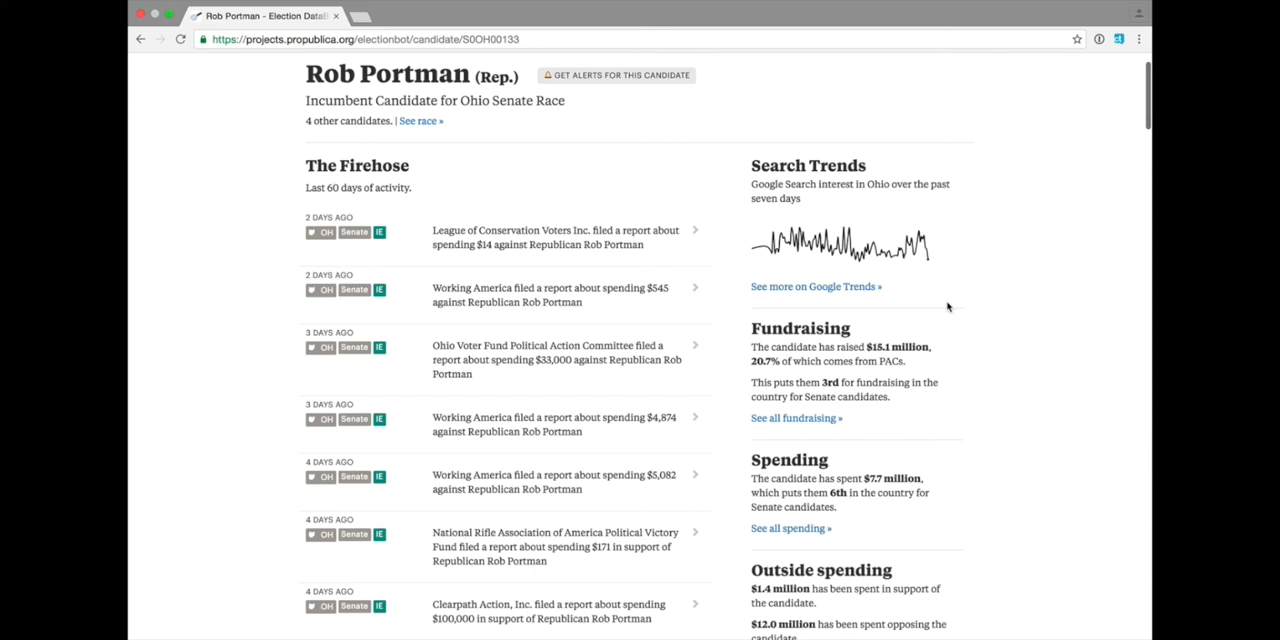 Rob Portman - Election DataB
https://projects.propublica.org/electionbot/candidate/S0OH00133
Rob Portman (Rep.)
GET ALERTS FOR THIS CANDIDATE
Incumbent Candidate for Ohio Senate Race
4 other candidates. | See race »
The Firehose
Last 60 days of activity.
2 DAYS AGO
OH Senate IE
League of Conservation Voters Inc. filed a report about
spending $14 against Republican Rob Portman
2 DAYS AGO
OH Senate IE
Working America filed a report about spending $545
against Republican Rob Portman
3 DAYS AGO
OH Senate IE
Ohio Voter Fund Political Action Committee filed a
report about spending $33,000 against Republican Rob
Portman
3 DAYS AGO
OH Senate IE
Working America filed a report about spending $4,874
against Republican Rob Portman
4 DAYS AGO
OH Senate IE
Working America filed a report about spending $5,082
against Republican Rob Portman
4 DAYS AGO
OH Senate IE
National Rifle Association of America Political Victory
Fund filed a report about spending $171 in support of
Republican Rob Portman
4 DAYS AGO
OH Senate IE
Clearpath Action, Inc. filed a report about spending
$100,000 in support of Republican Rob Portman
Search Trends
Google Search interest in Ohio over the past
seven days
See more on Google Trends »
Fundraising
The candidate has raised $15.1 million,
20.7% of which comes from PACs.
This puts them 3rd for fundraising in the
country for Senate candidates.
See all fundraising »
Spending
The candidate has spent $7.7 million,
which puts them 6th in the country for
Senate candidates.
See all spending »
Outside spending
$1.4 million has been spent in support of
the candidate.
$12.0 million has been spent opposing the
candidate.